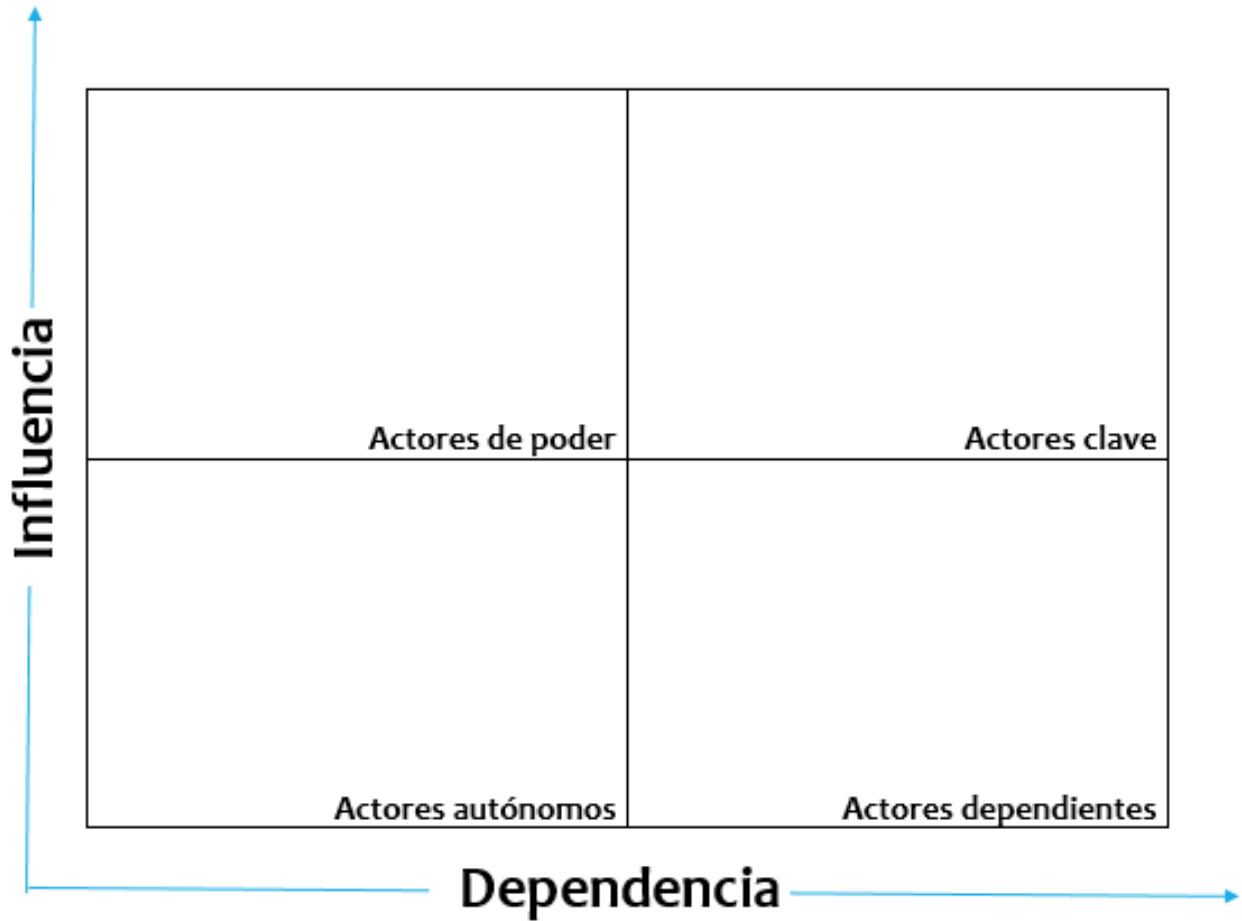 Influencia
Actores de poder
Actores clave
Actores autónomos
Actores dependientes
Dependencia